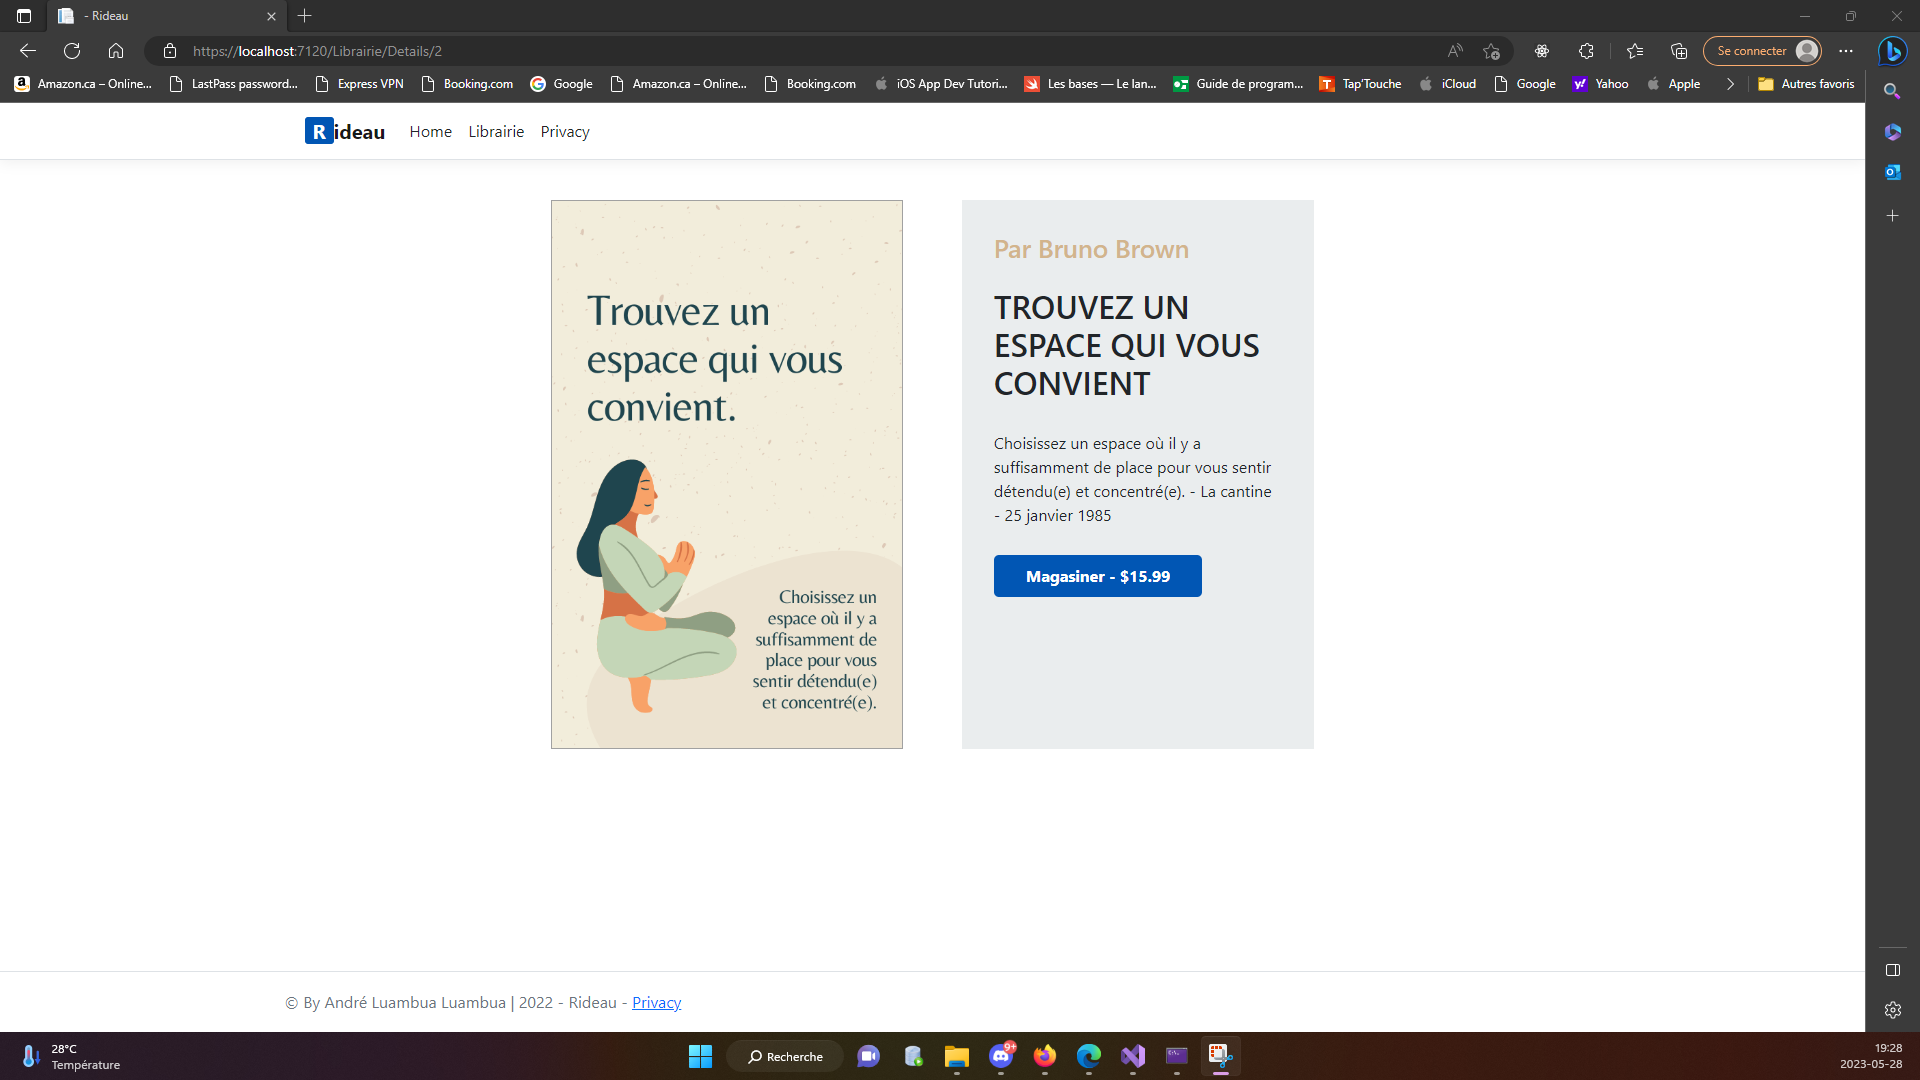 - Rideau
https://localhost:7120/Librairie/Details/2
Se connecter
Amazon.ca – Online...
LastPass password...
Express VPN
Booking.com
Google
Amazon.ca – Online...
Booking.com
iOS App Dev Tutori...
Les bases — Le lan...
Guide de program...
Tap'Touche
iCloud
Google
Yahoo
Apple
Autres favoris
Rideau
Home
Librairie
Privacy
Trouvez un
espace qui vous
convient.
Choisissez un
espace où il y a
suffisamment de
place pour vous
sentir détendu(e)
et concentré(e).
Par Bruno Brown
TROUVEZ UN
ESPACE QUI VOUS
CONVIENT
Choisissez un espace où il y a
suffisamment de place pour vous sentir
détendu(e) et concentré(e). - La cantine
- 25 janvier 1985
Magasiner - $15.99
© By André Luambua Luambua | 2022 - Rideau - Privacy
28°C
Température
Recherche
9+
19:28
2023-05-28